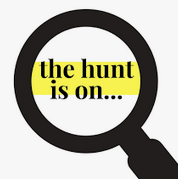 the hunt
is on...